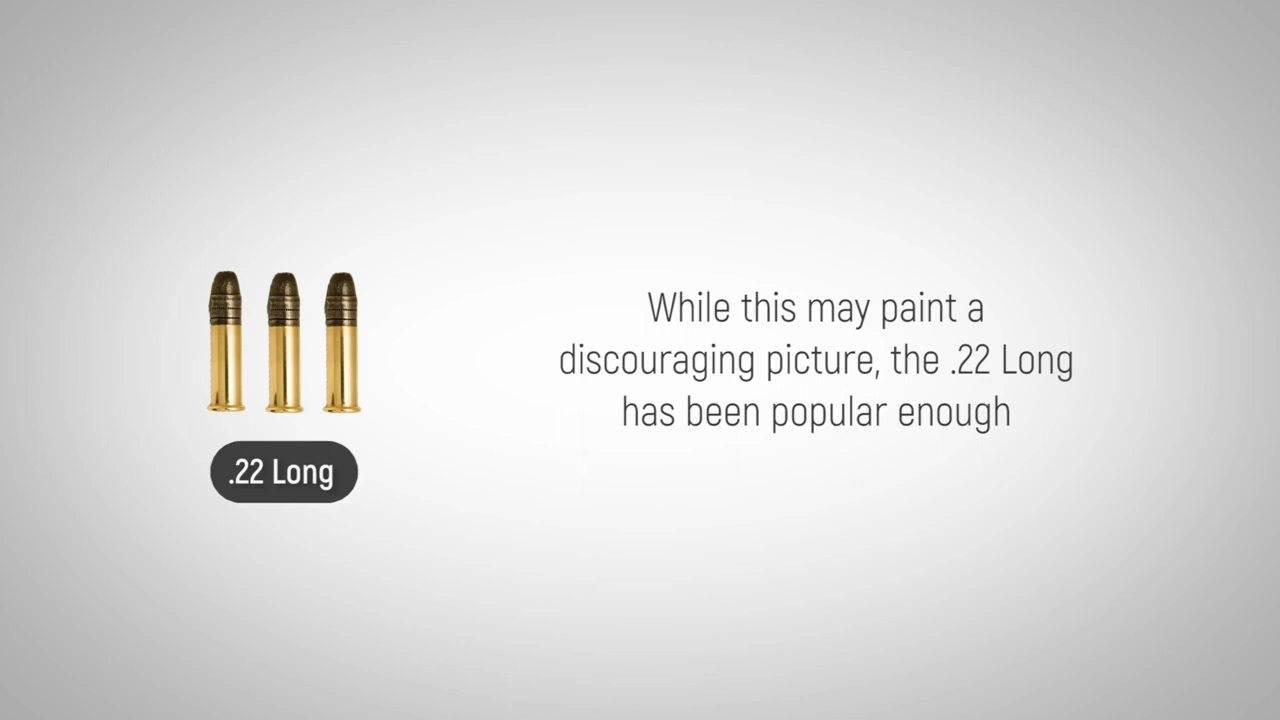 While this may paint a
discouraging picture, the .22 Long
has been popular enough
.22 Long